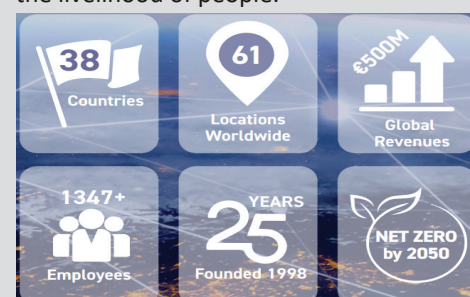 the livelihood of people.
38
Countries
61
Locations
Worldwide
€500M
Global
Revenues
1347+
Employees
25
YEARS
Founded 1998
NET ZERO
by 2050